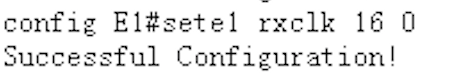 config E1#sete1 rxclk 16 0
Successful Configuration!